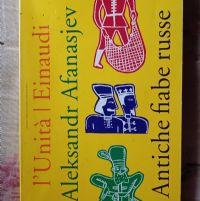 l'Unità | Einaudi
Aleksandr Afanasjev
Antiche fiabe russe